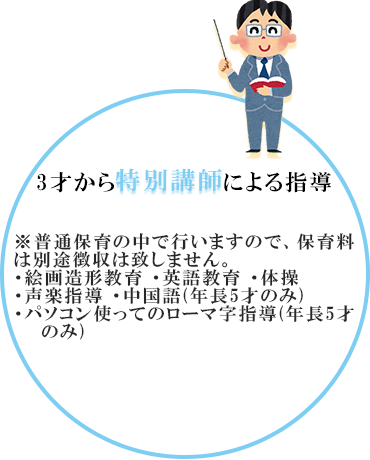 3才から特別講師による指導
※普通保育の中で行いますので、保育料
は別途徴収は致しません。
・絵画造形教育 ・英語教育 ・体操
・声楽指導 ・中国語(年長5才のみ)
・パソコン使ってのローマ字指導(年長5才
のみ)